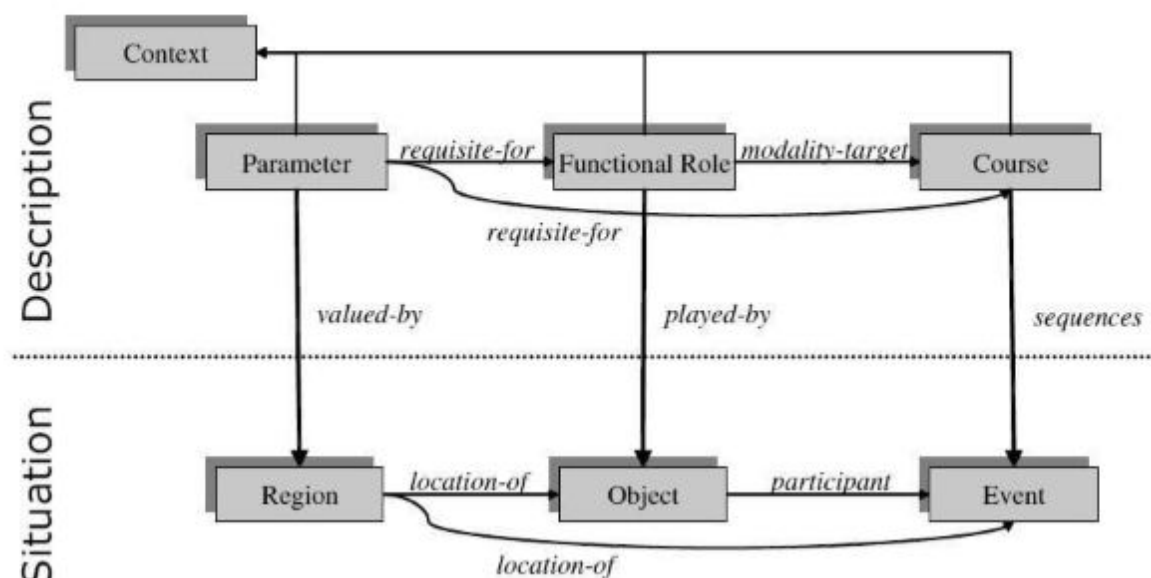 Context
Description
Parameter
requisite-for
Functional Role
modality-target
Course
requisite-for
valued-by
played-by
sequences
Situation
Region
location-of
Object
participant
Event
location-of